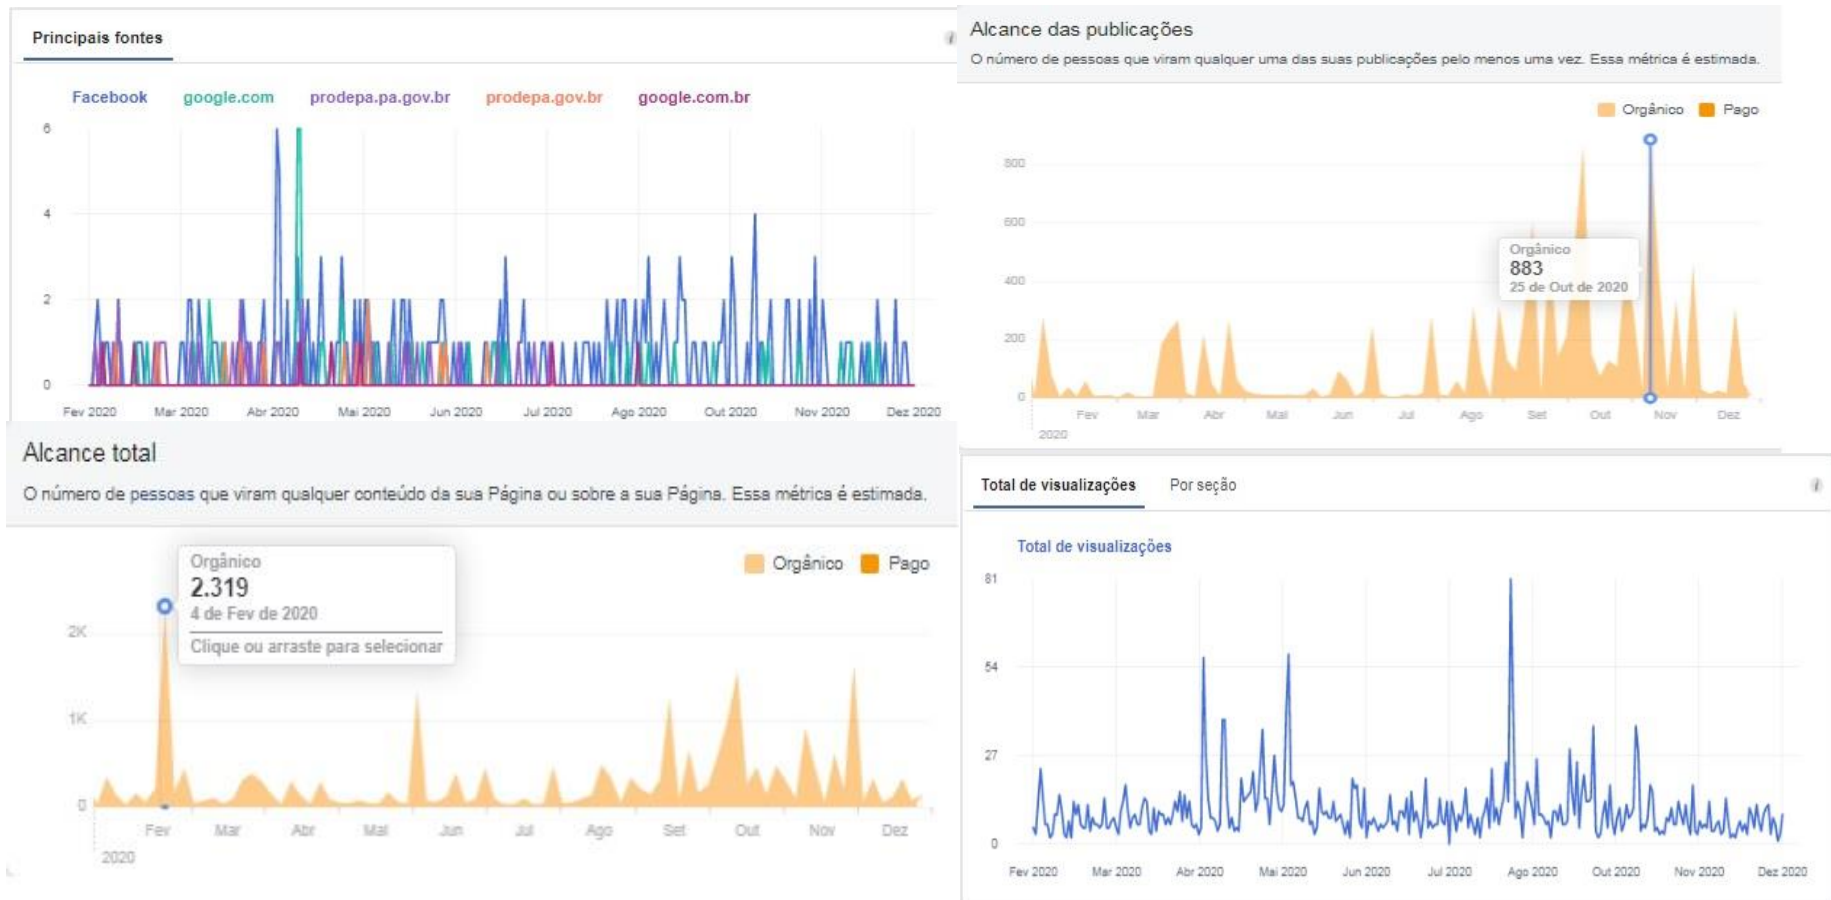 Principais fontes
Facebook google.com prodepa.pa.gov.br prodepa.gov.br google.com.br
6
4
2
0
Fev 2020 Mar 2020 Abr 2020 Mai 2020 Jun 2020 Jul 2020 Ago 2020 Out 2020 Nov 2020 Dez 2020
Alcance das publicações
O número de pessoas que viram qualquer uma das suas publicações pelo menos uma vez. Essa métrica é estimada.
Orgânico Pago
800
600
400
200
0
Orgânico
883
25 de Out de 2020
Fev Mar Abr Mai Jun Jul Ago Set Out Nov Dez
2020
Alcance total
O número de pessoas que viram qualquer conteúdo da sua Página ou sobre a sua Página. Essa métrica é estimada.
Orgânico
2.319
4 de Fev de 2020
Clique ou arraste para selecionar
Orgânico Pago
2K
1K
0
Fev Mar Abr Mai Jun Jul Ago Set Out Nov Dez
2020
Total de visualizações Por seção
i
Total de visualizações
81
54
27
0
Fev 2020 Mar 2020 Abr 2020 Mai 2020 Jun 2020 Jul 2020 Ago 2020 Out 2020 Nov 2020 Dez 2020